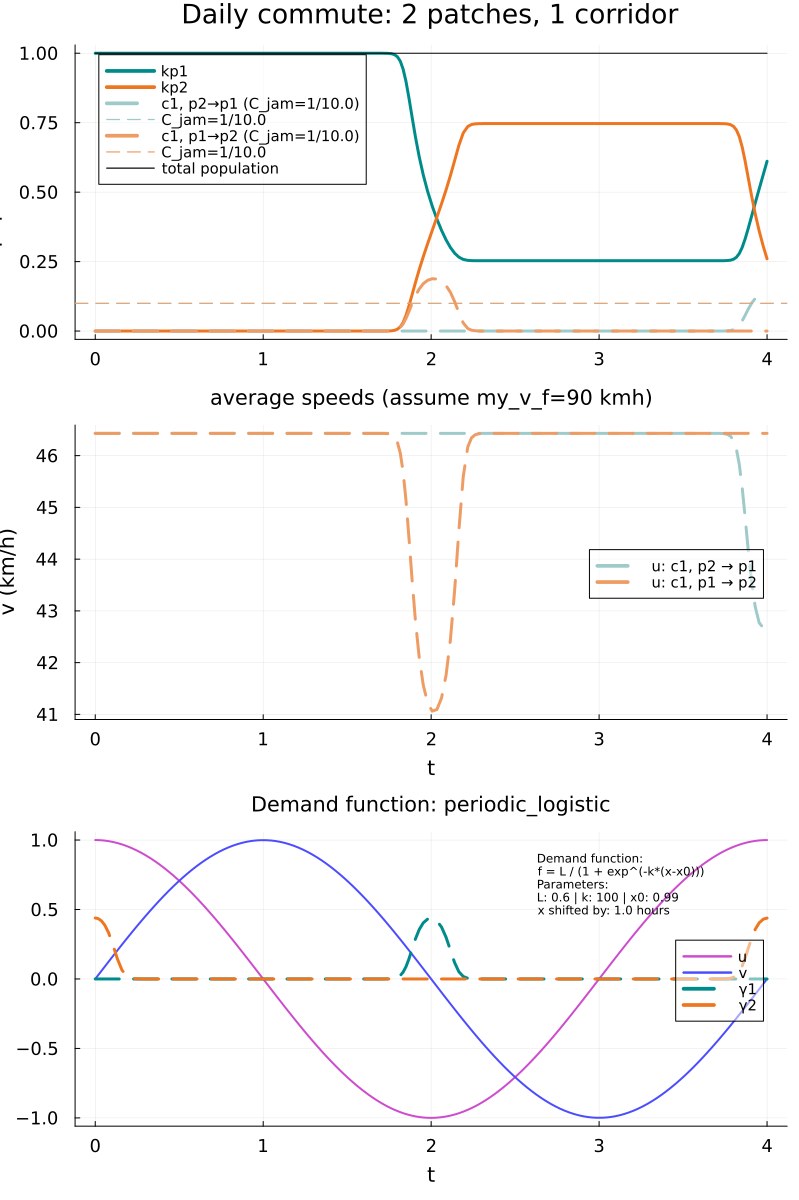 Daily commute: 2 patches, 1 corridor
1.00
0.75
0.50
0.25
0.00
kp1
kp2
c1, p2→p1 (C_jam=1/10.0)
C_jam=1/10.0
c1, p1→p2 (C_jam=1/10.0)
C_jam=1/10.0
total population
0 1 2 3 4
average speeds (assume my_v_f=90 kmh)
v (km/h)
46
45
44
43
42
41
u: c1, p2 → p1
u: c1, p1 → p2
0 1 2 3 4
t
Demand function: periodic_logistic
1.0
0.5
0.0
−0.5
−1.0
Demand function:
f = L / (1 + exp^(-k*(x-x0)))
Parameters:
L: 0.6 | k: 100 | x0: 0.99
x shifted by: 1.0 hours
u
v
γ1
γ2
0 1 2 3 4
t